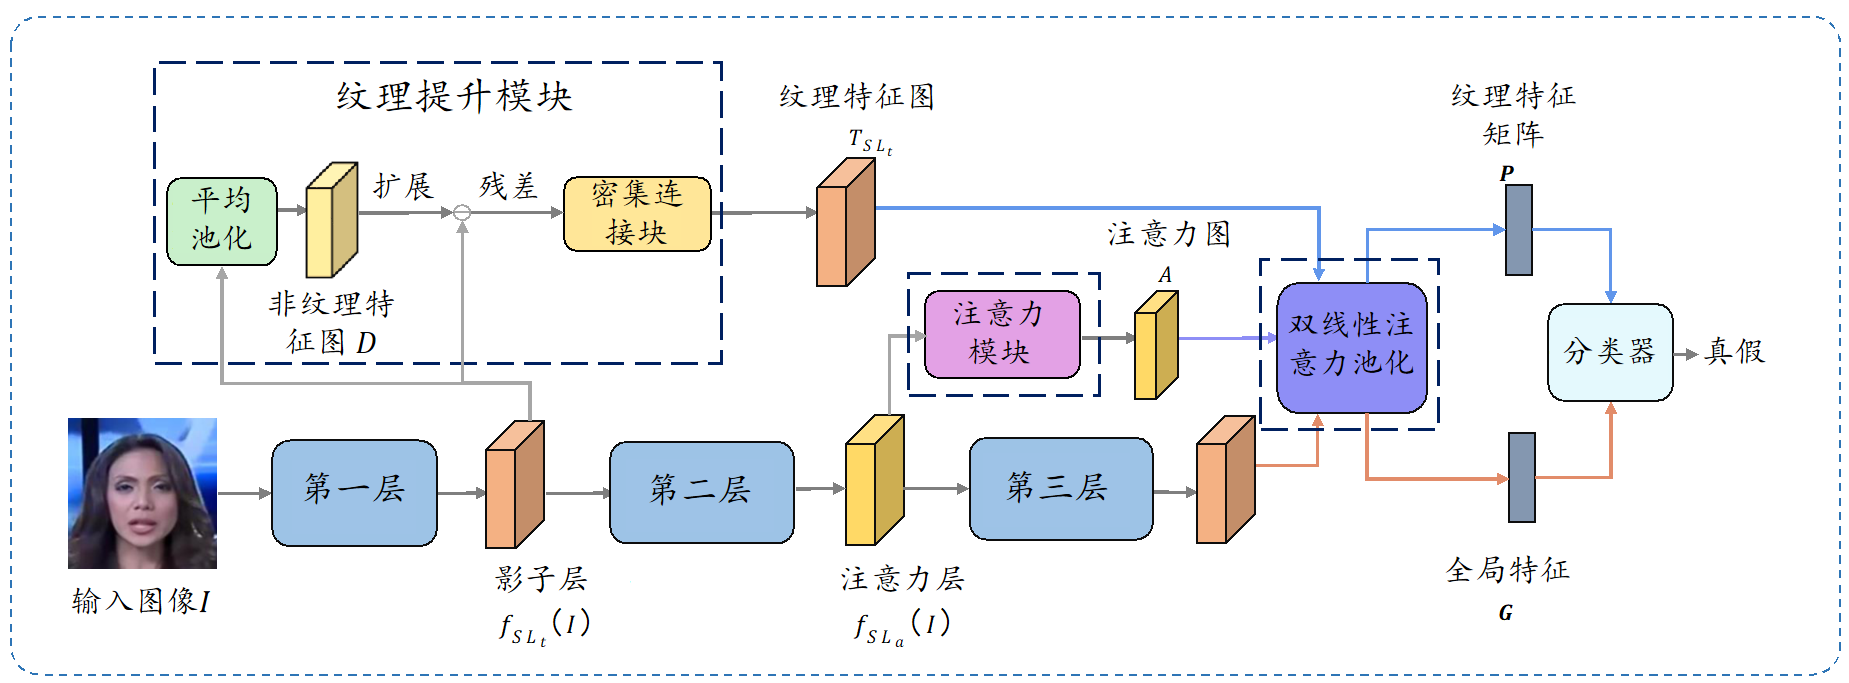 纹理提升模块
平均
池化
扩展
残差
密集连
接块
非纹理特
征图 D
纹理特征图
T_{SL_t}
注意力图
A
注意力
模块
双线性注
意力池化
纹理特征
矩阵
P
分类器
真假
输入图像I
第一层
影子层
f_{SL_t}(I)
第二层
注意力层
f_{SL_a}(I)
第三层
全局特征
G